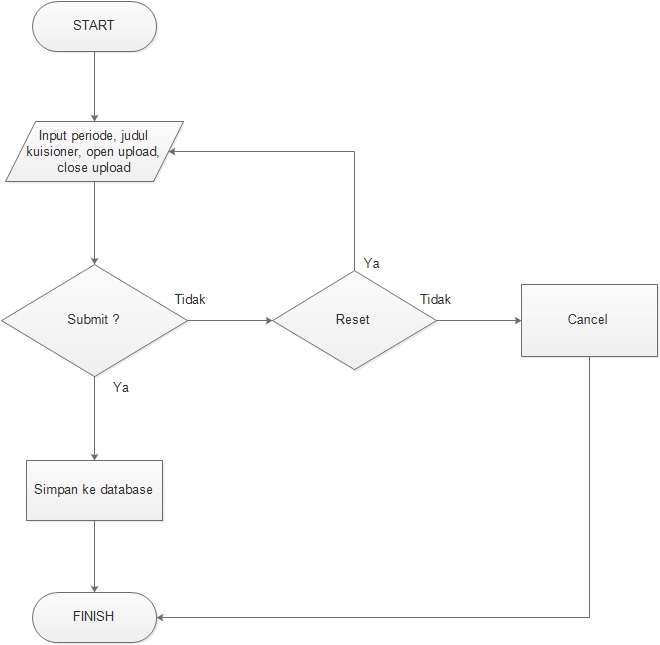 START
Input periode, judul
kuisioner, open upload,
close upload
Ya
Submit ?
Tidak
Reset
Tidak
Cancel
Ya
Simpan ke database
FINISH